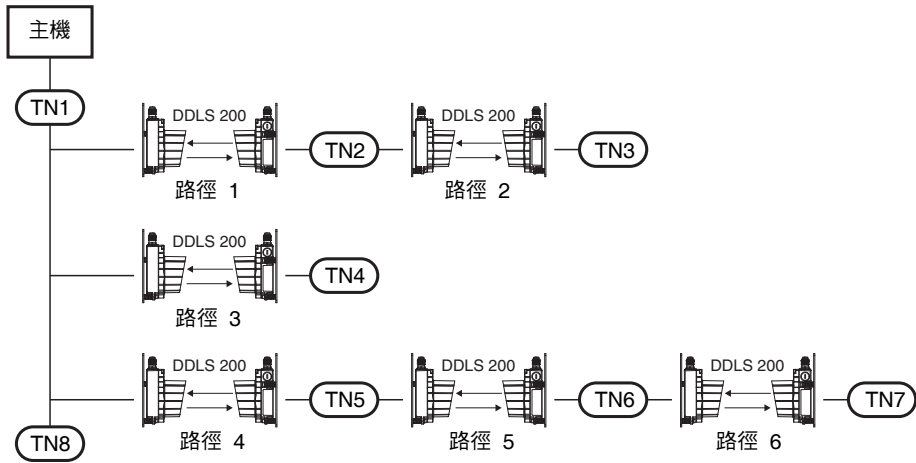 主機
TN1
DDLS 200
DDLS 200
TN2
TN3
路徑 1
路徑 2
DDLS 200
TN4
路徑 3
DDLS 200
DDLS 200
DDLS 200
TN5
TN6
TN7
TN8
路徑 4
路徑 5
路徑 6